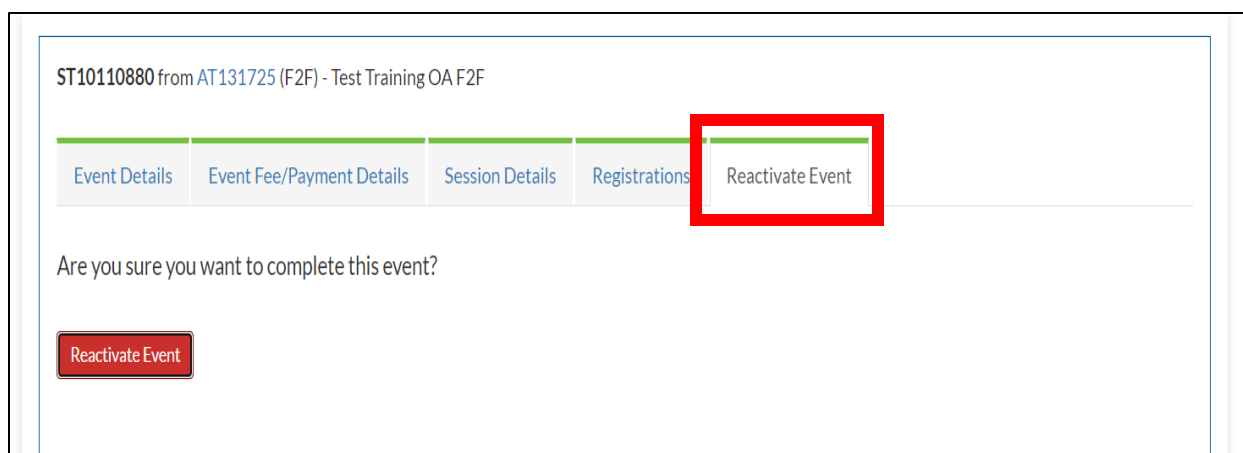 ST10110880 from AT131725 (F2F) - Test Training OA F2F
Event Details Event Fee/Payment Details Session Details Registrations Reactivate Event
Are you sure you want to complete this event?
Reactivate Event